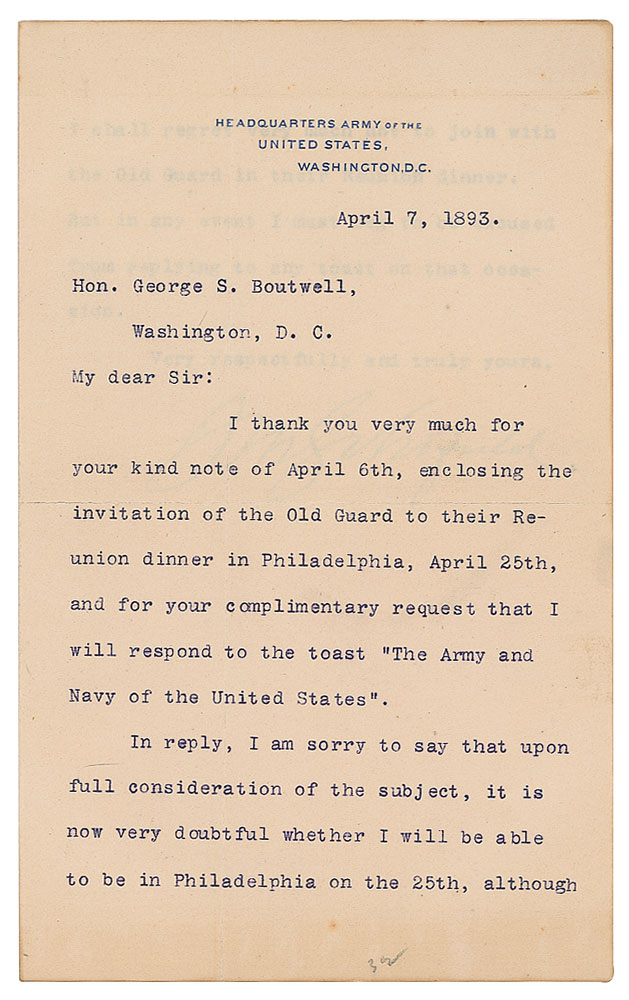 HEADQUARTERS ARMY OF THE
UNITED STATES,
WASHINGTON, D.C.
April 7, 1893.
Hon. George S. Boutwell,
Washington, D. C.
My dear Sir:
I thank you very much for
your kind note of April 6th, enclosing the
invitation of the Old Guard to their Re-
union dinner in Philadelphia, April 25th,
and for your complimentary request that I
will respond to the toast "The Army and
Navy of the United States".
In reply, I am sorry to say that upon
full consideration of the subject, it is
now very doubtful whether I will be able
to be in Philadelphia on the 25th, although